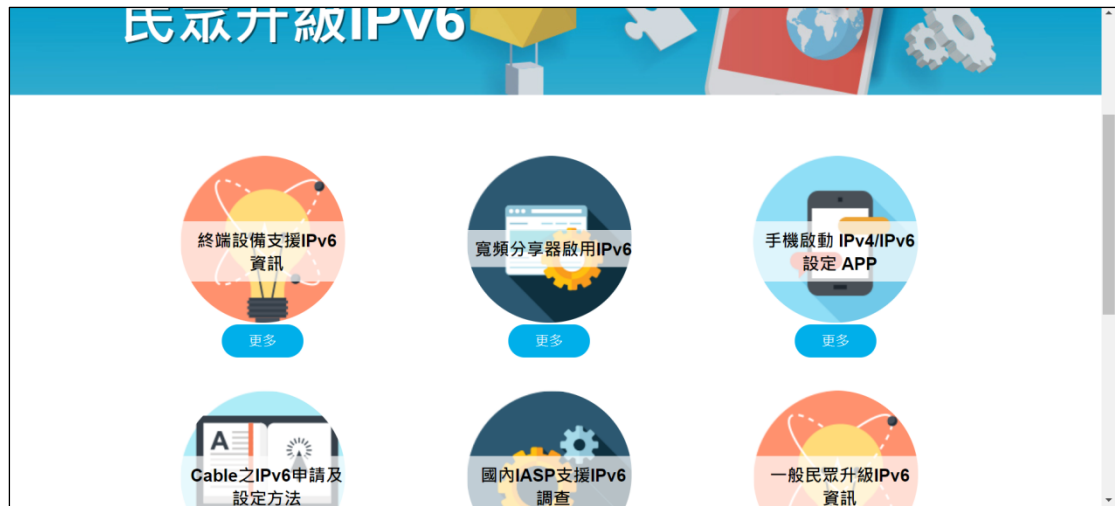 民眾升級IPv6
終端設備支援IPv6
資訊
寬頻分享器啟用IPv6
手機啟動 IPv4/IPv6
設定 APP
更多
更多
更多
A
Cable之IPv6申請及
設定方法
國內IASP支援IPv6
調查
一般民眾升級IPv6
資訊